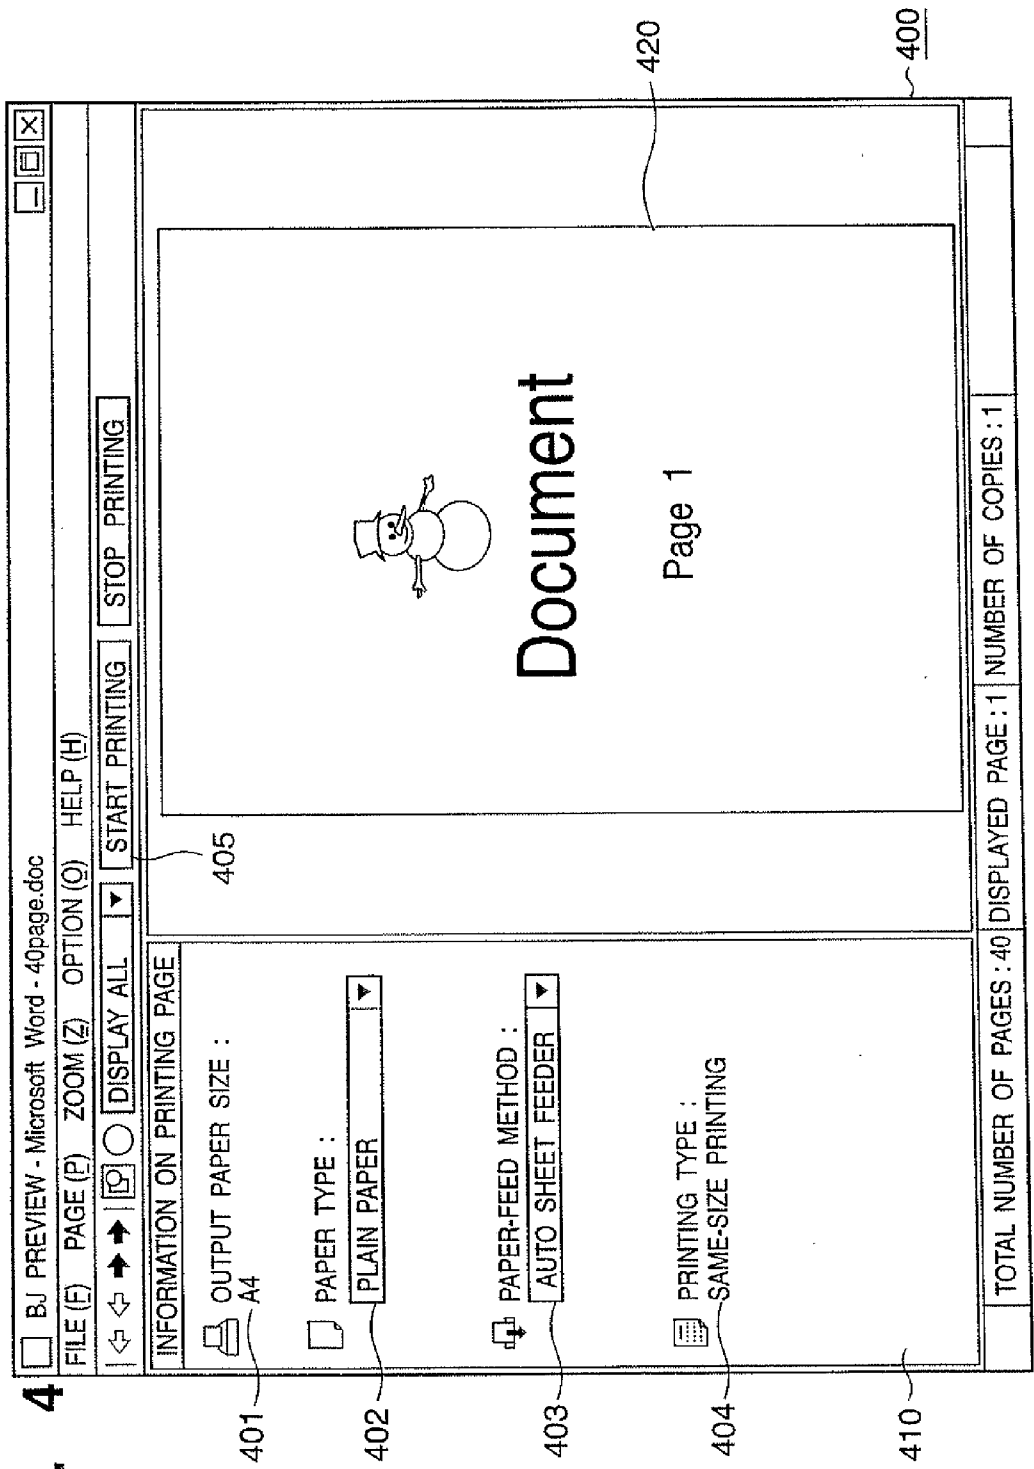 4
BJ PREVIEW - Microsoft Word - 40page.doc
FILE (F) PAGE (P) ZOOM (Z) OPTION (O) HELP (H)
DISPLAY ALL START PRINTING STOP PRINTING
405
INFORMATION ON PRINTING PAGE
401
OUTPUT PAPER SIZE :
A4
402
PAPER TYPE :
PLAIN PAPER
403
PAPER-FEED METHOD :
AUTO SHEET FEEDER
404
PRINTING TYPE :
SAME-SIZE PRINTING
410
Document
Page 1
420
TOTAL NUMBER OF PAGES : 40 DISPLAYED PAGE : 1 NUMBER OF COPIES : 1
400